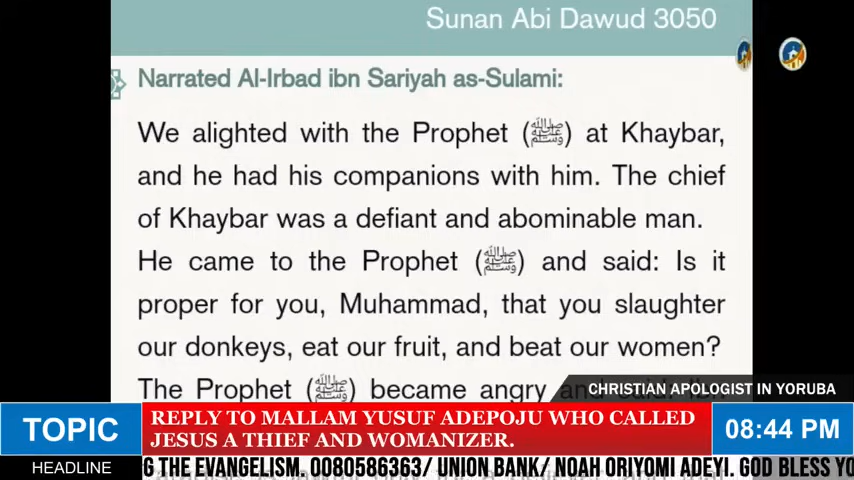 Sunan Abi Dawud 3050
Narrated Al-Irbad ibn Sariyah as-Sulami:
We alighted with the Prophet (ﷺ) at Khaybar,
and he had his companions with him. The chief
of Khaybar was a defiant and abominable man.
He came to the Prophet (ﷺ) and said: Is it
proper for you, Muhammad, that you slaughter
our donkeys, eat our fruit, and beat our women?
The Prophet (ﷺ) became angry and said: Ibn
CHRISTIAN APOLOGIST IN YORUBA
TOPIC
REPLY TO MALLAM YUSUF ADEPOJU WHO CALLED
JESUS A THIEF AND WOMANIZER.
08:44 PM
HEADLINE
G THE EVANGELISM. 0080586363/ UNION BANK/ NOAH ORIYOMI ADEYI. GOD BLESS YO